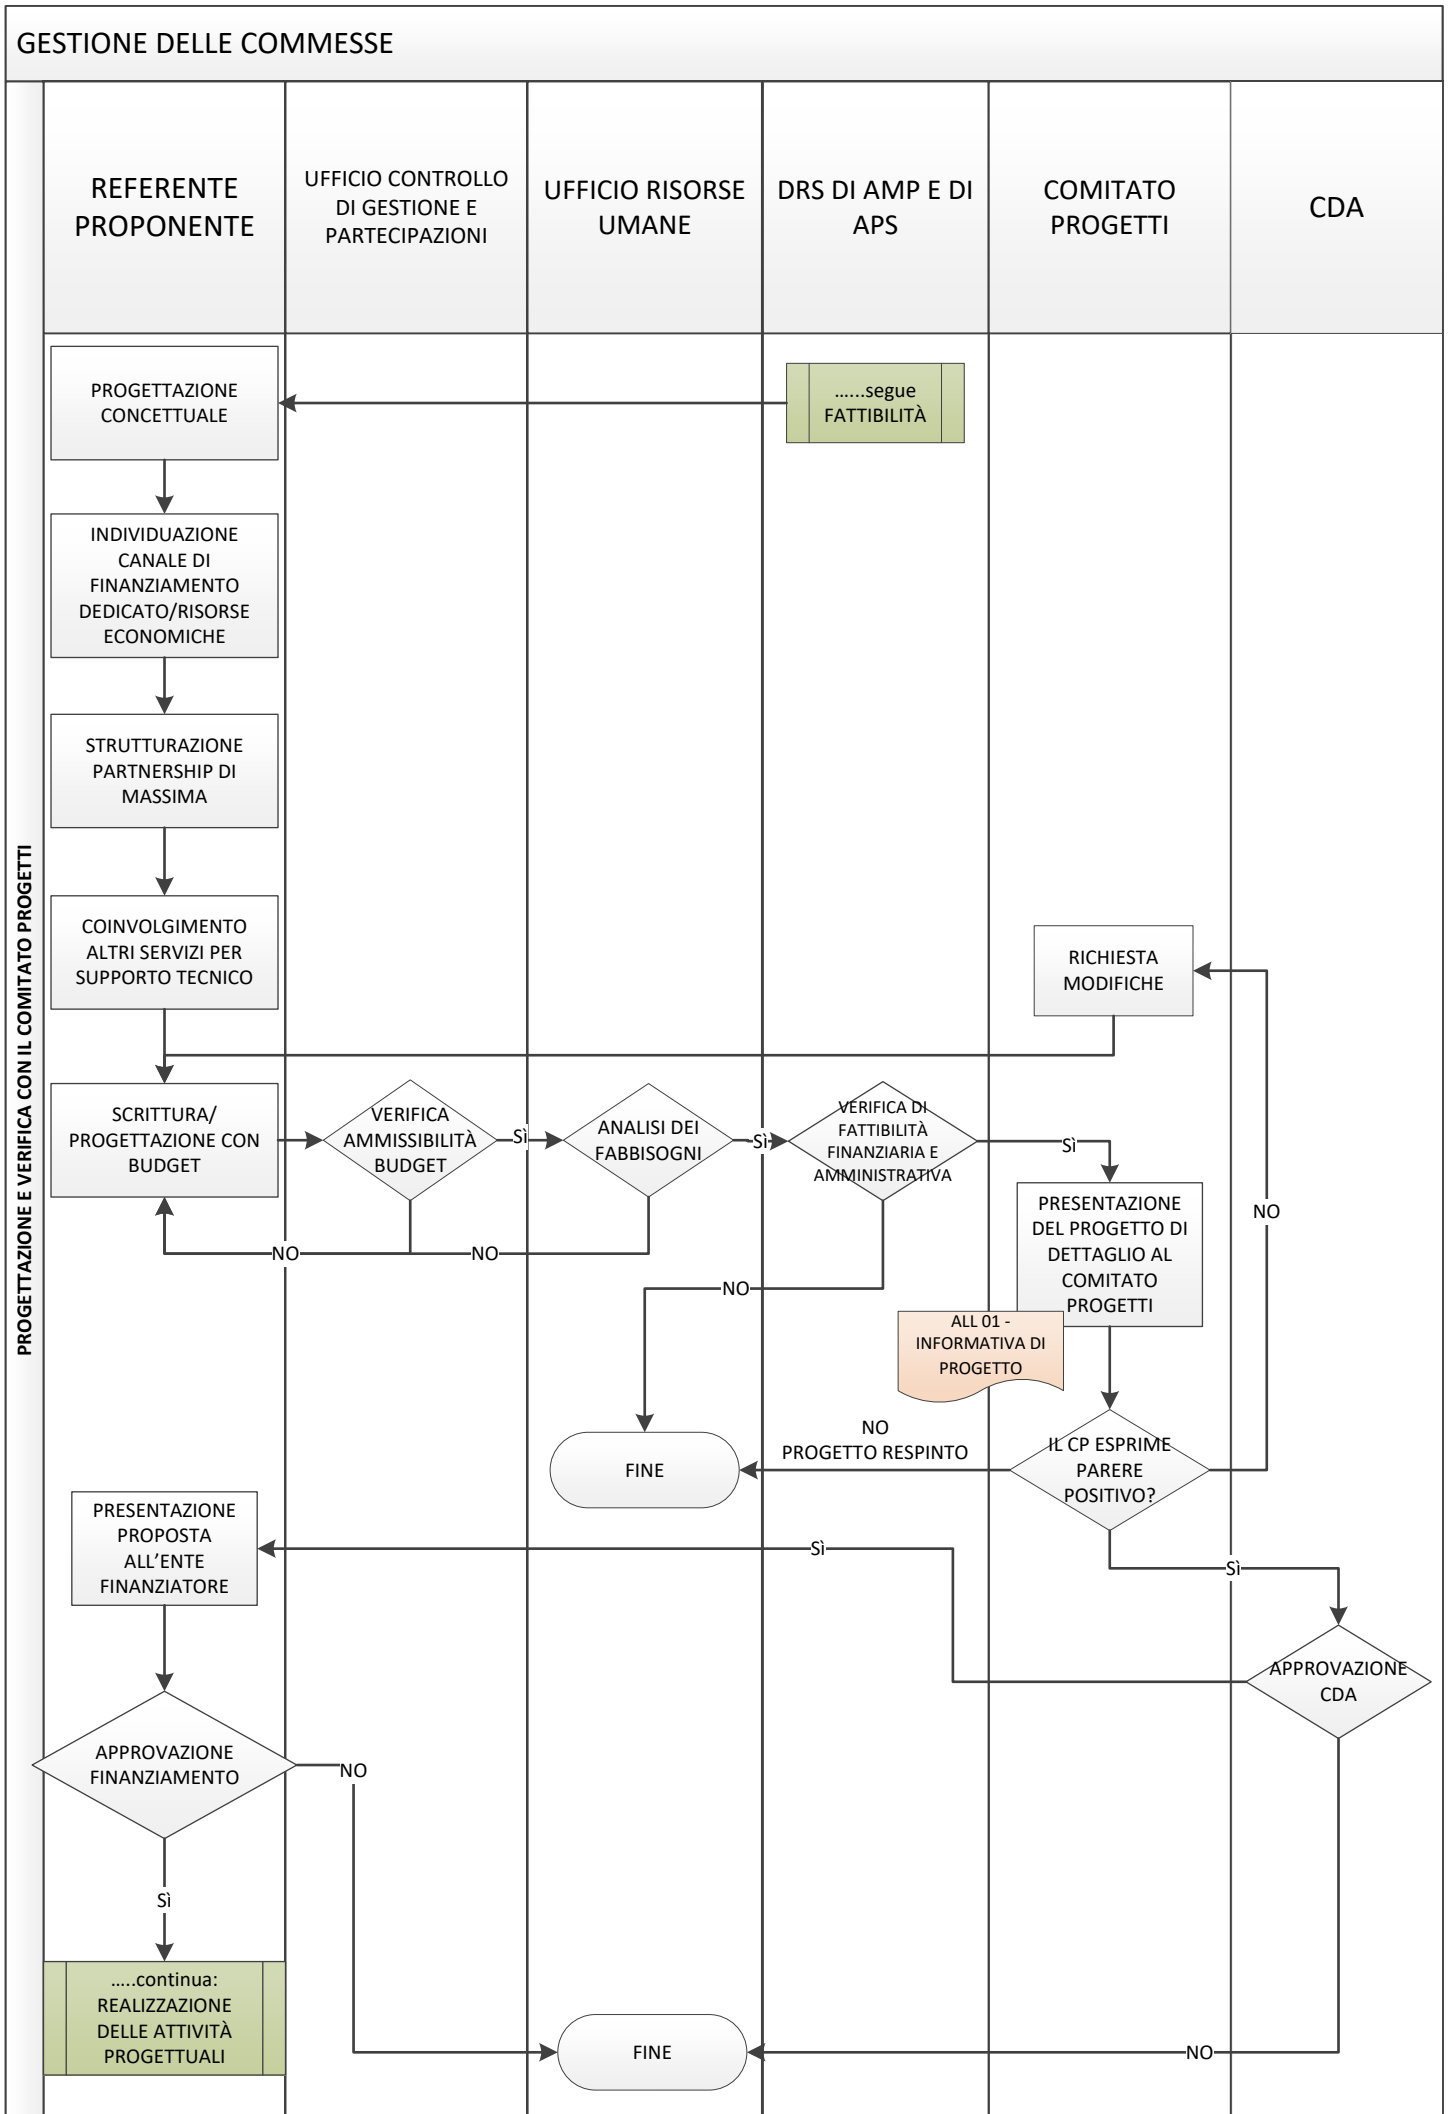 GESTIONE DELLE COMMESSE
PROGETTAZIONE E VERIFICA CON IL COMITATO PROGETTI
REFERENTE
PROPONENTE
UFFICIO CONTROLLO
DI GESTIONE E
PARTECIPAZIONI
UFFICIO RISORSE
UMANE
DRS DI AMP E DI
APS
COMITATO
PROGETTI
CDA
PROGETTAZIONE
CONCETTUALE
…...segue
FATTIBILITÀ
INDIVIDUAZIONE
CANALE DI
FINANZIAMENTO
DEDICATO/RISORSE
ECONOMICHE
STRUTTURAZIONE
PARTNERSHIP DI
MASSIMA
COINVOLGIMENTO
ALTRI SERVIZI PER
SUPPORTO TECNICO
RICHIESTA
MODIFICHE
SCRITTURA/
PROGETTAZIONE CON
BUDGET
VERIFICA
AMMISSIBILITÀ
BUDGET
Sì
ANALISI DEI
FABBISOGNI
Sì
VERIFICA DI
FATTIBILITÀ
FINANZIARIA E
AMMINISTRATIVA
Sì
PRESENTAZIONE
DEL PROGETTO DI
DETTAGLIO AL
COMITATO
PROGETTI
NO
NO
NO
NO
ALL 01 -
INFORMATIVA DI
PROGETTO
NO
PROGETTO RESPINTO
IL CP ESPRIME
PARERE
POSITIVO?
FINE
PRESENTAZIONE
PROPOSTA
ALL’ENTE
FINANZIATORE
Sì
Sì
APPROVAZIONE
CDA
APPROVAZIONE
FINANZIAMENTO
NO
Sì
…..continua:
REALIZZAZIONE
DELLE ATTIVITÀ
PROGETTUALI
FINE
NO